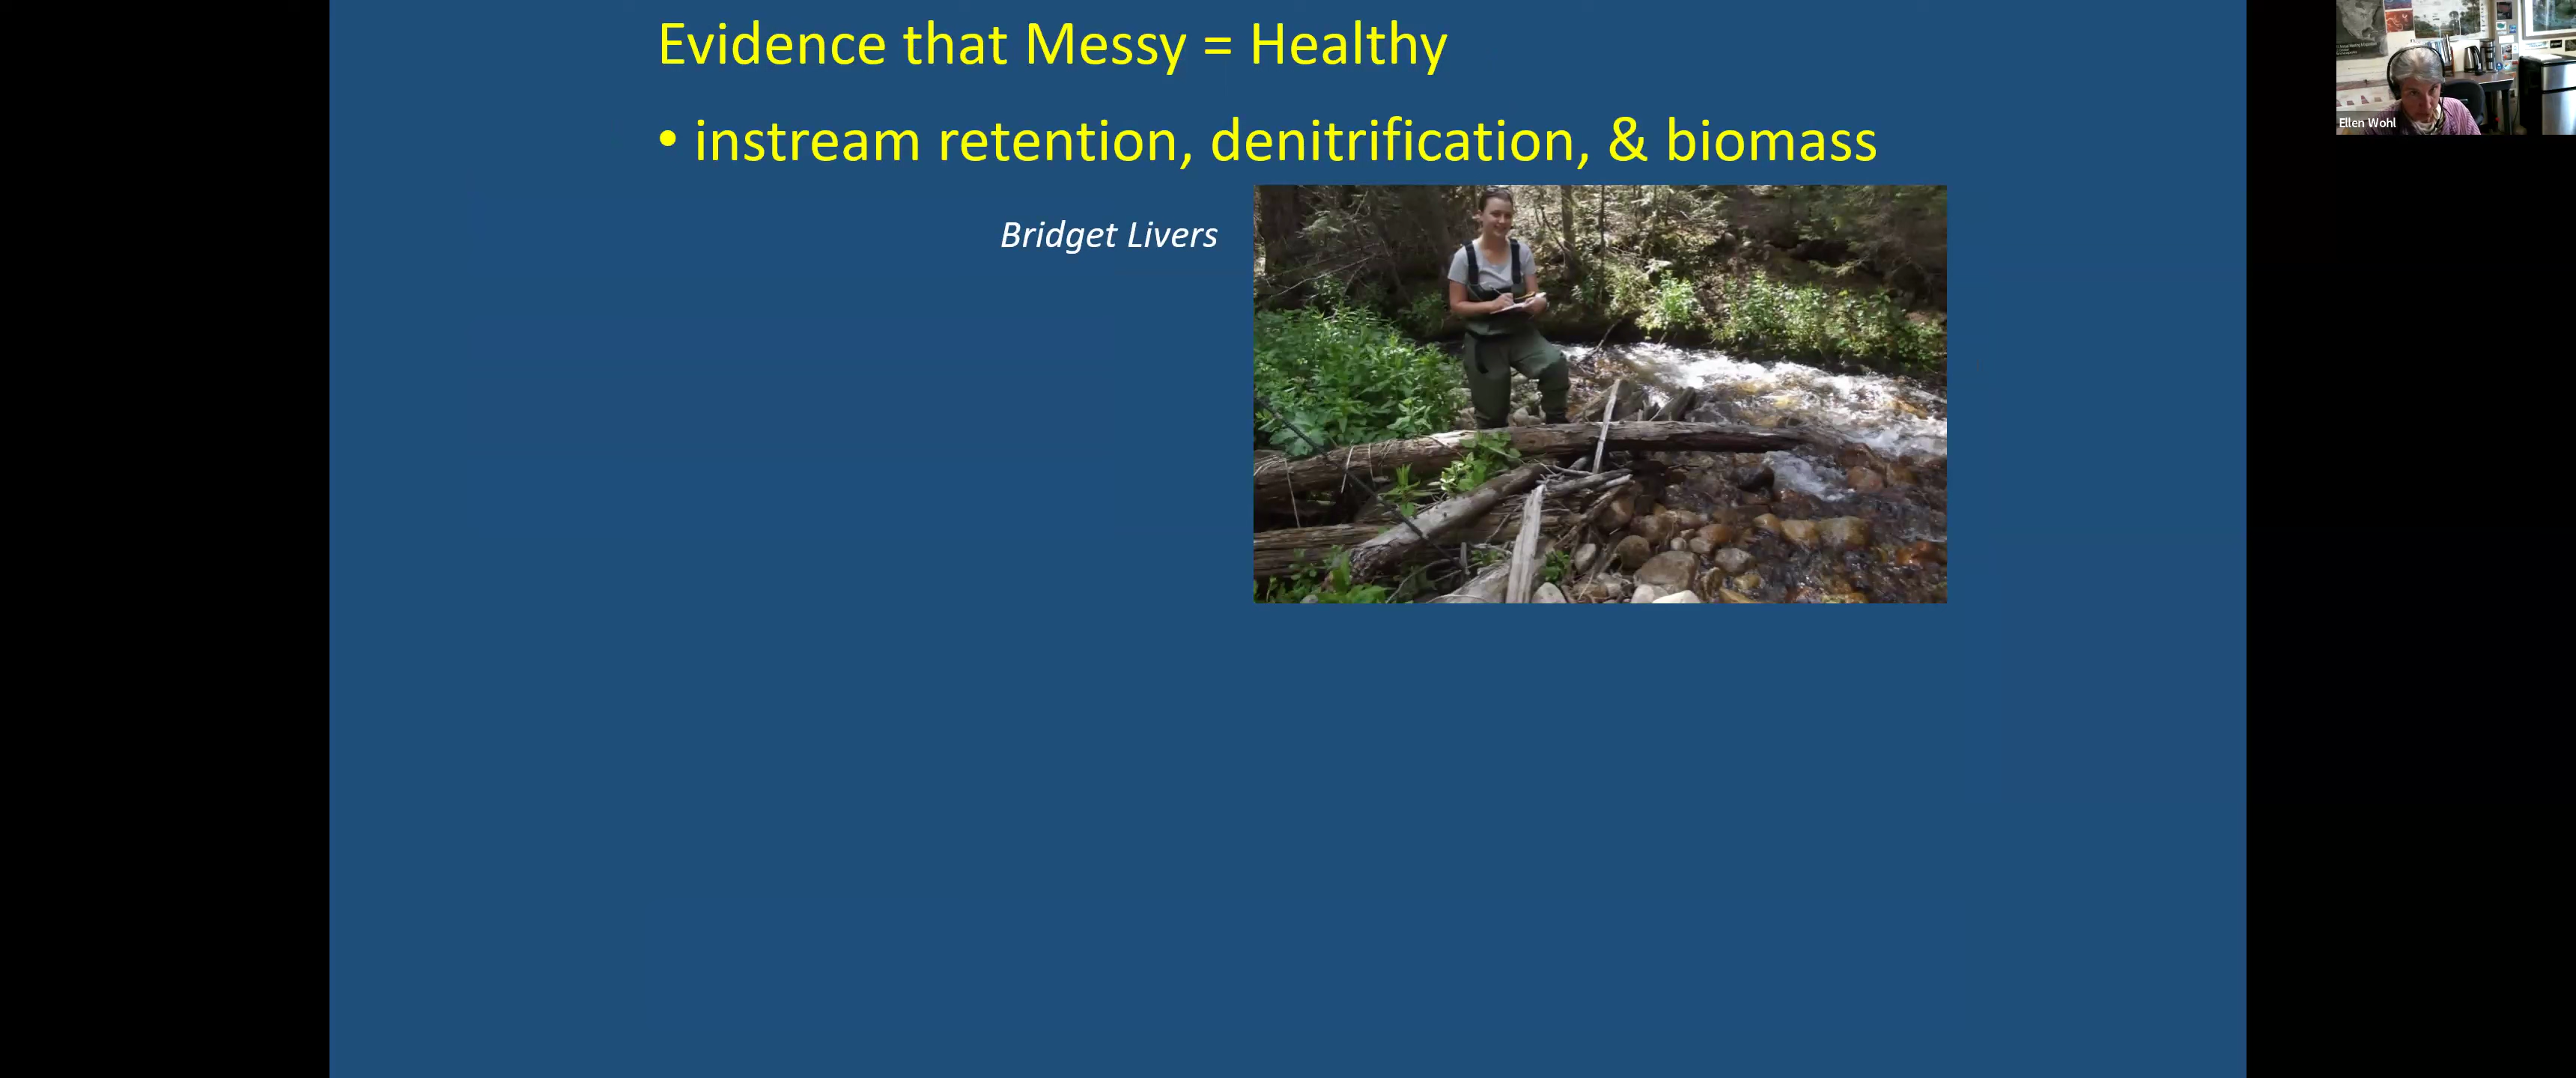 Evidence that Messy = Healthy
• instream retention, denitrification, & biomass
Bridget Livers
Ellen Wohl